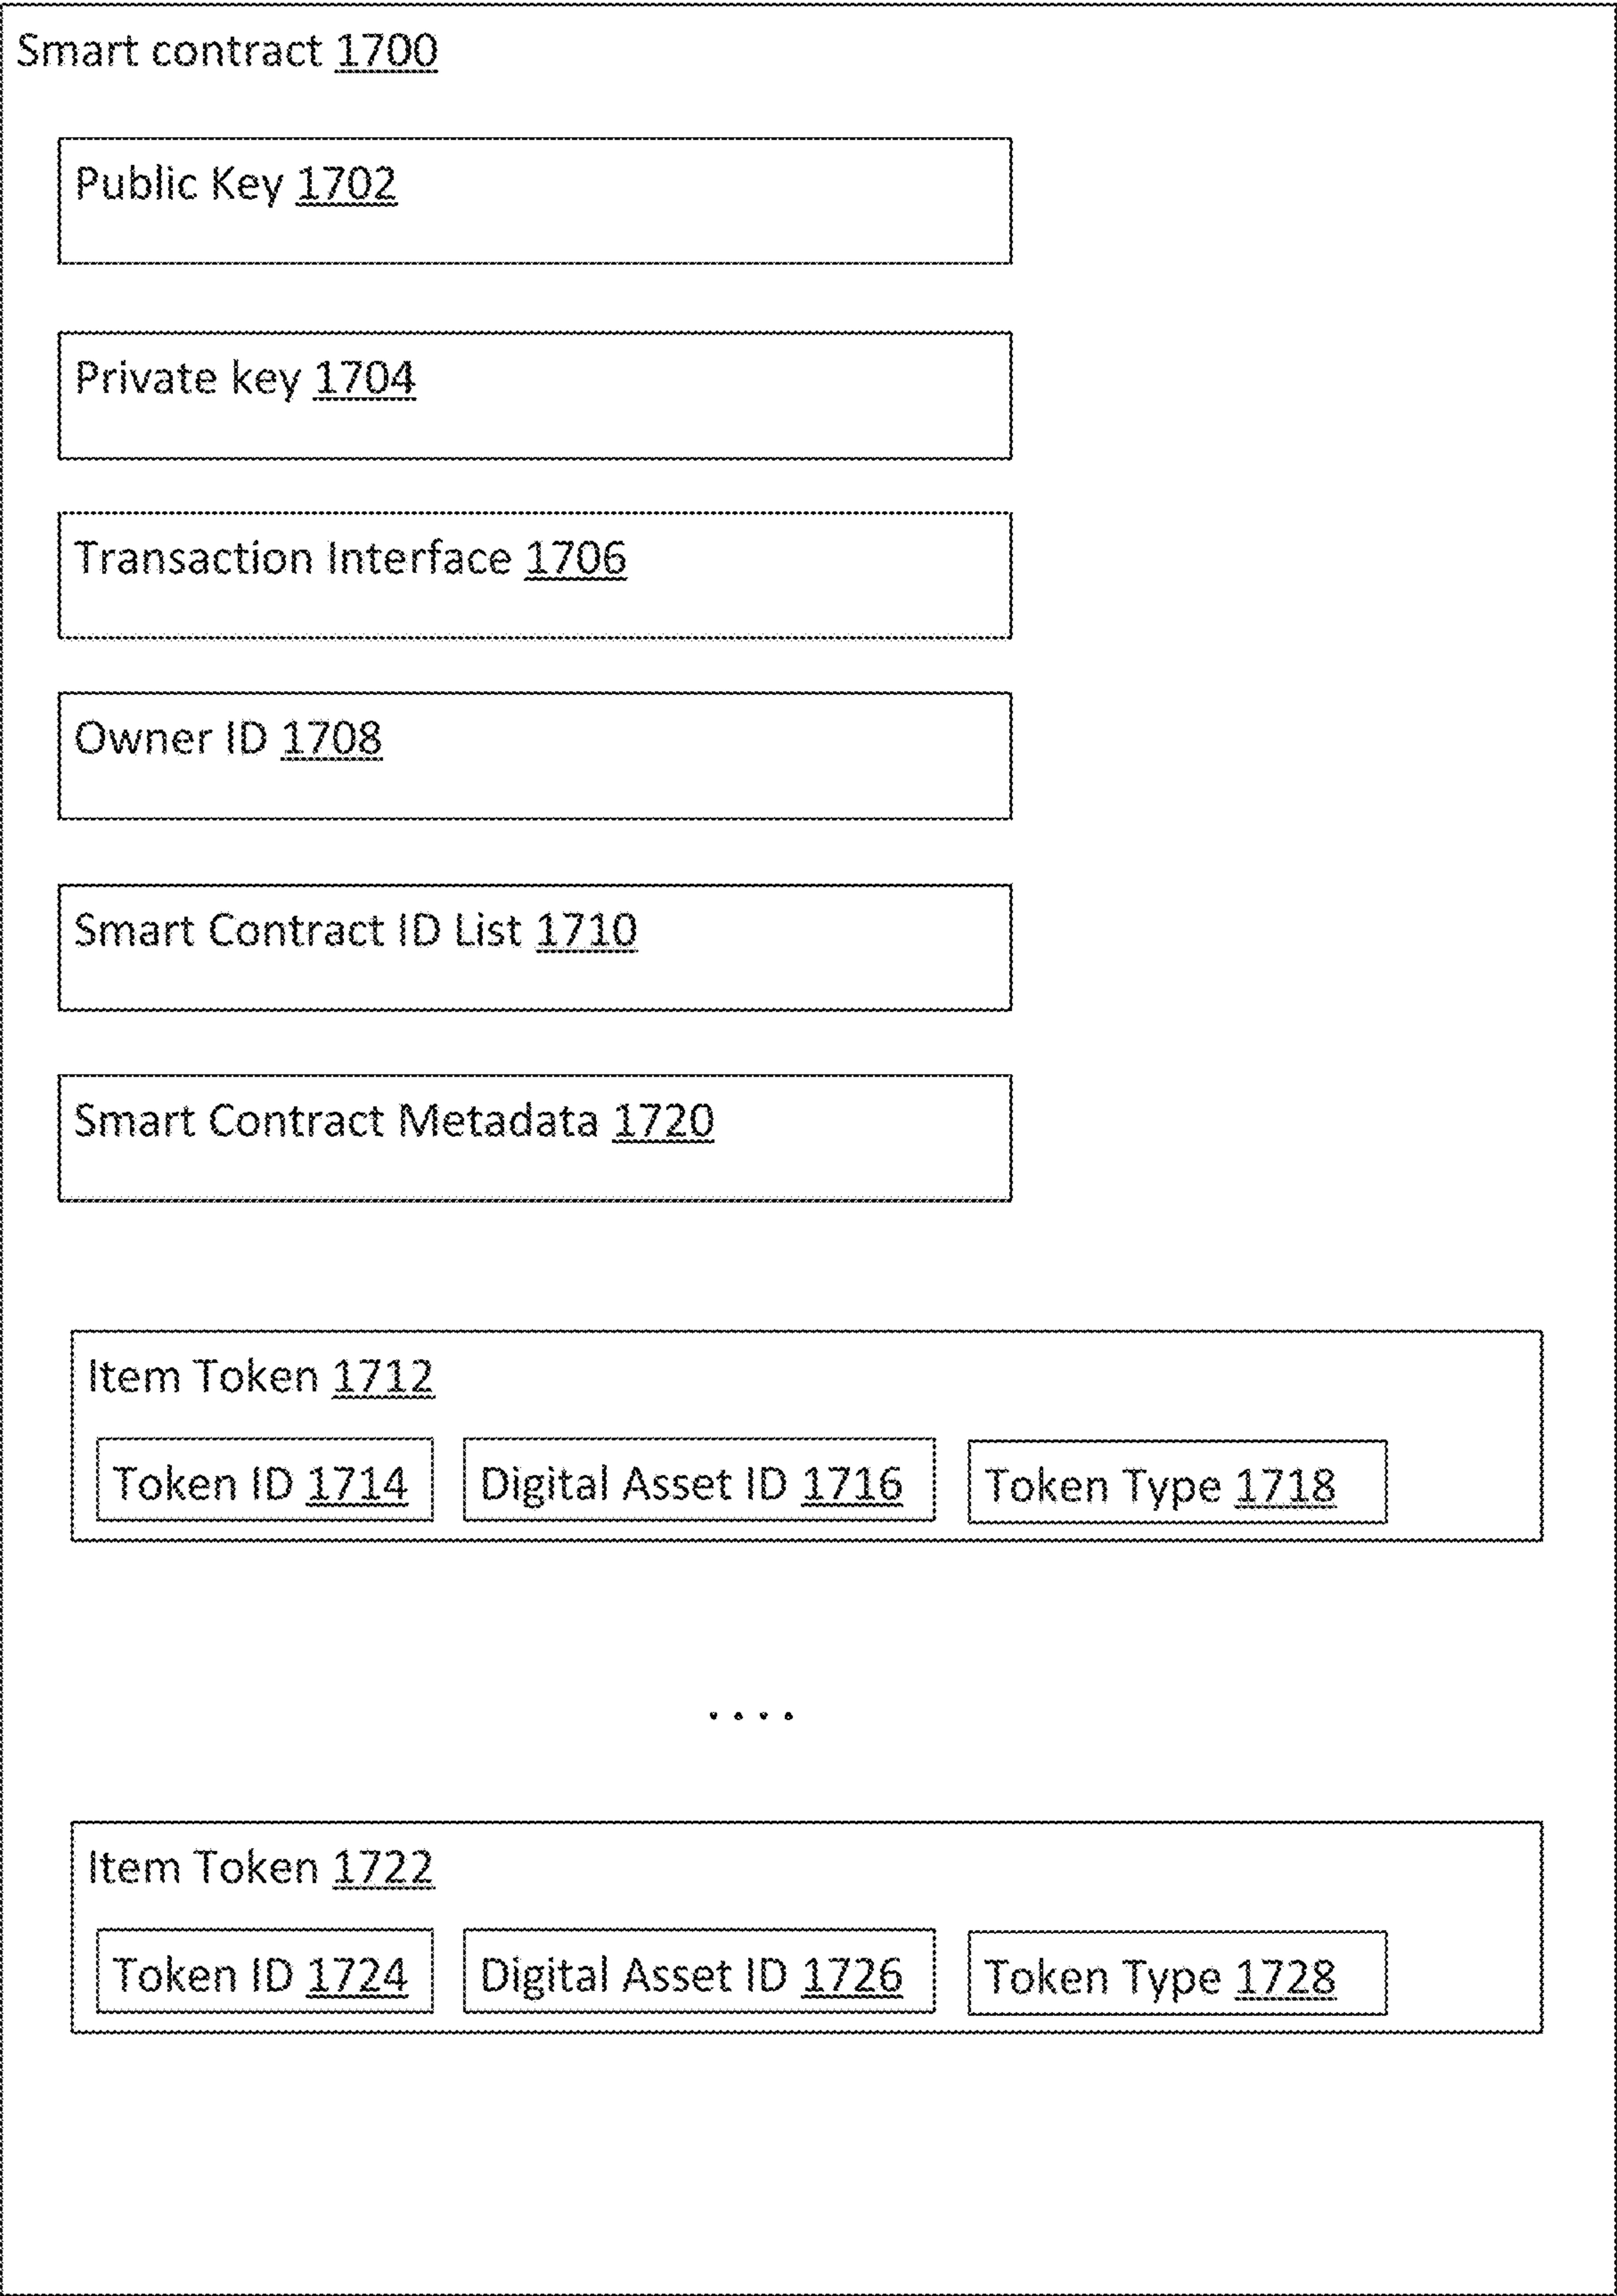 Smart contract 1700
Public Key 1702
Private key 1704
Transaction Interface 1706
Owner ID 1708
Smart Contract ID List 1710
Smart Contract Metadata 1720
Item Token 1712
Token ID 1714 Digital Asset ID 1716 Token Type 1718
....
Item Token 1722
Token ID 1724 Digital Asset ID 1726 Token Type 1728